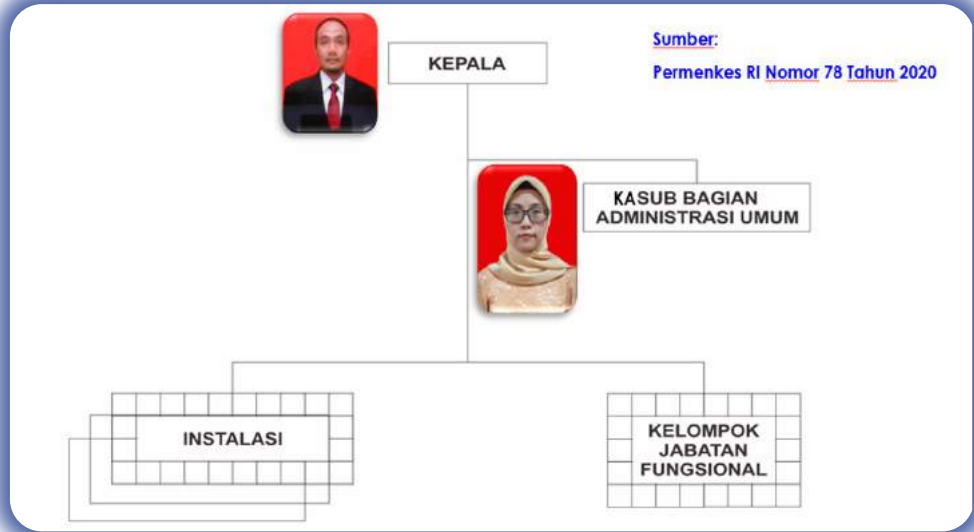 KEPALA
Sumber:
Permenkes RI Nomor 78 Tahun 2020
KASUB BAGIAN
ADMINISTRASI UMUM
INSTALASI
KELOMPOK
JABATAN
FUNGSIONAL